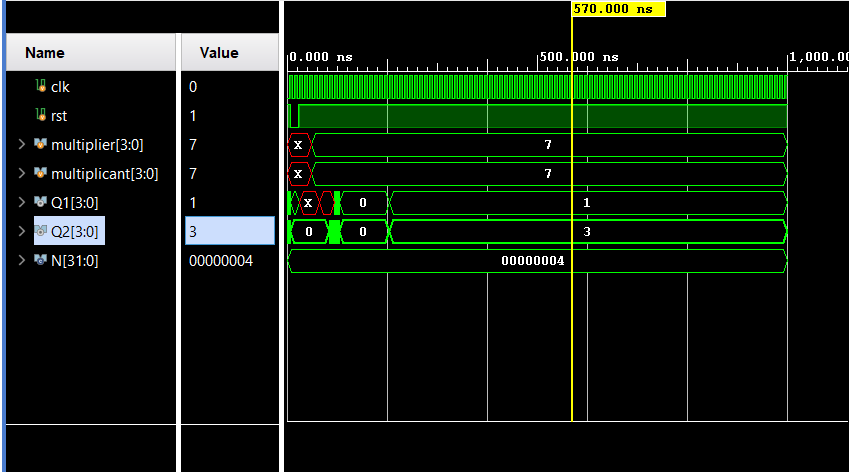 570.000 ns
Name Value
0.000 ns 500.000 ns 1,000.00
clk 0
rst 1
multiplier[3:0] 7 X 7
multiplicant[3:0] 7 X 7
Q1[3:0] 1 X 0 1
Q2[3:0] 3 0 0 3
N[31:0] 00000004 00000004